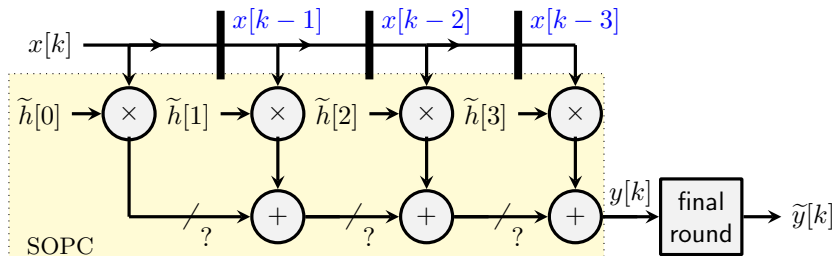 x[k] x[k − 1] x[k − 2] x[k − 3]
h̃[0] × h̃[1] × h̃[2] × h̃[3] ×
+ + + y[k] final round ỹ[k]
? ? ?
SOPC